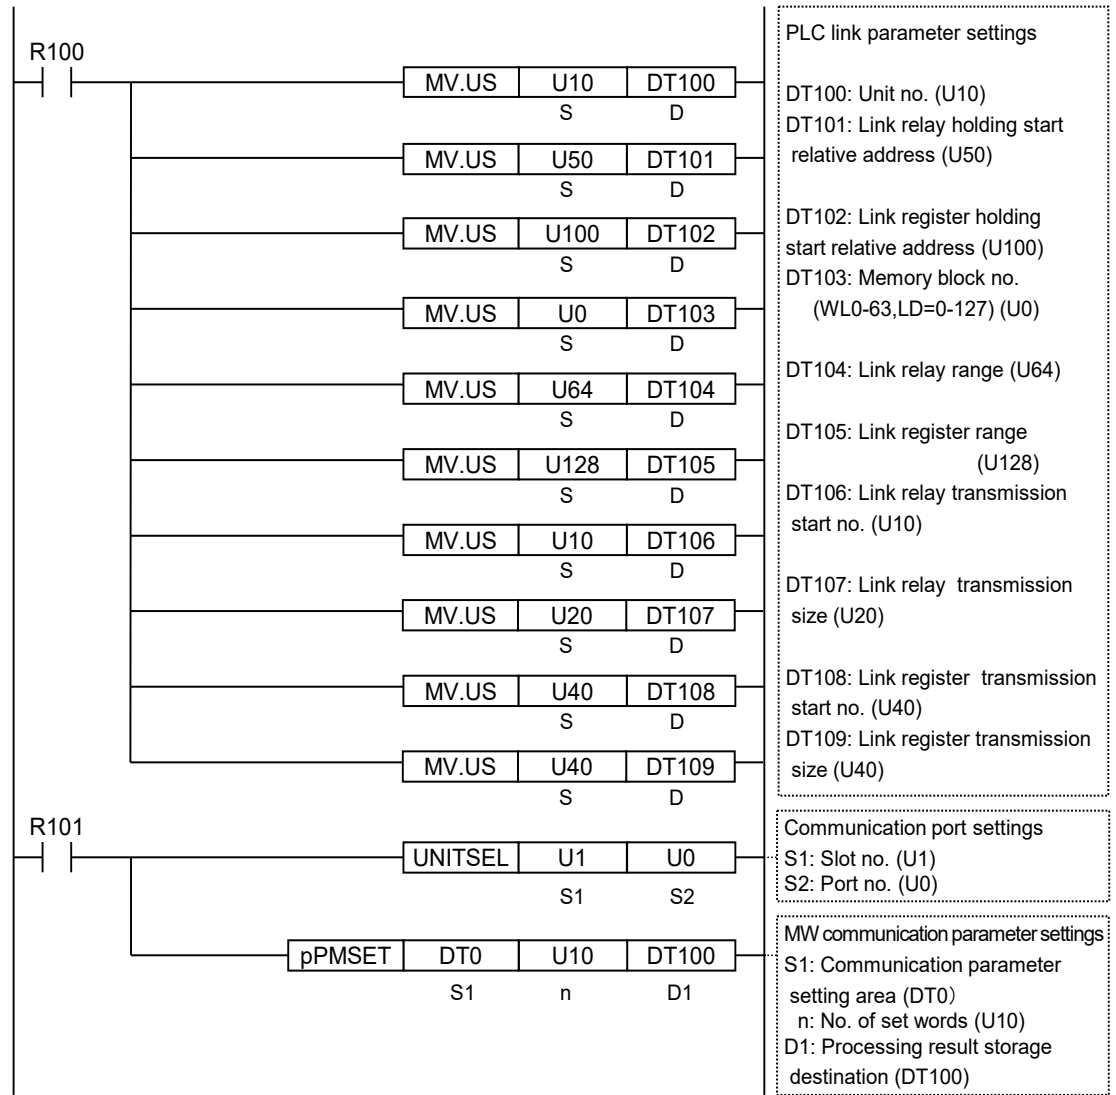 R100
MV.US U10 DT100
S D
MV.US U50 DT101
S D
MV.US U100 DT102
S D
MV.US U0 DT103
S D
MV.US U64 DT104
S D
MV.US U128 DT105
S D
MV.US U10 DT106
S D
MV.US U20 DT107
S D
MV.US U40 DT108
S D
MV.US U40 DT109
S D
PLC link parameter settings
DT100: Unit no. (U10)
DT101: Link relay holding start
relative address (U50)
DT102: Link register holding
start relative address (U100)
DT103: Memory block no.
(WL0-63,LD=0-127) (U0)
DT104: Link relay range (U64)
DT105: Link register range
(U128)
DT106: Link relay transmission
start no. (U10)
DT107: Link relay transmission
size (U20)
DT108: Link register transmission
start no. (U40)
DT109: Link register transmission
size (U40)
R101
UNITSEL U1 U0
S1 S2
Communication port settings
S1: Slot no. (U1)
S2: Port no. (U0)
pPMSET DT0 U10 DT100
S1 n D1
MW communication parameter settings
S1: Communication parameter
setting area (DT0）
n: No. of set words (U10)
D1: Processing result storage
destination (DT100)